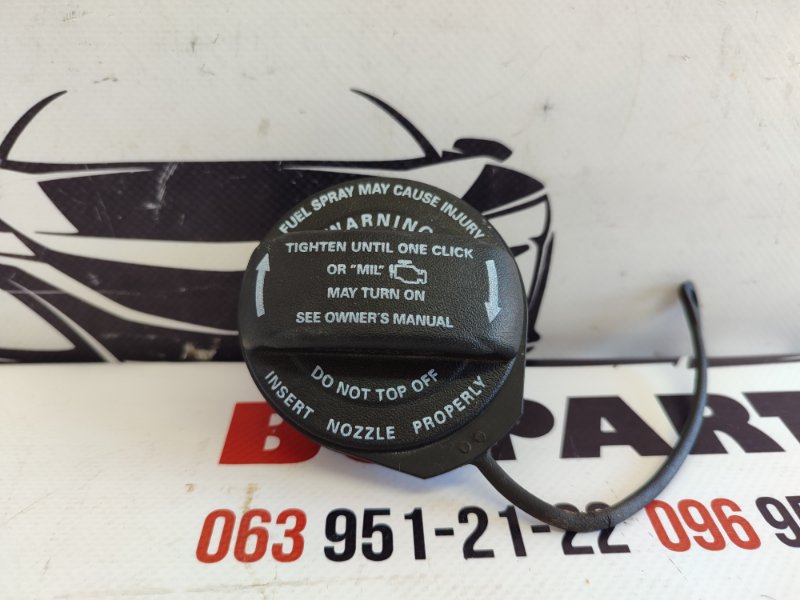 FUEL SPRAY MAY CAUSE INJURY
WARNING
TIGHTEN UNTIL ONE CLICK
OR "MIL"
MAY TURN ON
SEE OWNER'S MANUAL
DO NOT TOP OFF
INSERT NOZZLE PROPERLY
063 951-21-22 096 95